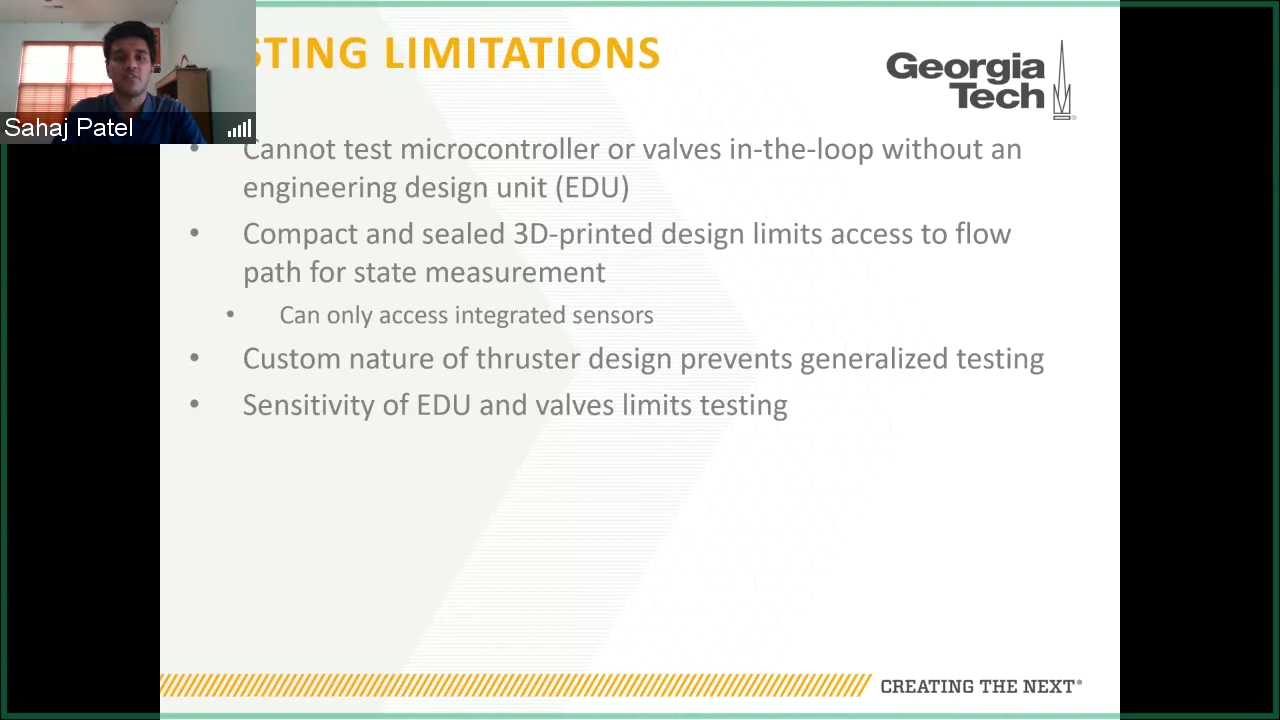 STING LIMITATIONS
Georgia
Tech
Sahaj Patel
• Cannot test microcontroller or valves in-the-loop without an
engineering design unit (EDU)
• Compact and sealed 3D-printed design limits access to flow
path for state measurement
• Can only access integrated sensors
• Custom nature of thruster design prevents generalized testing
• Sensitivity of EDU and valves limits testing
CREATING THE NEXT®